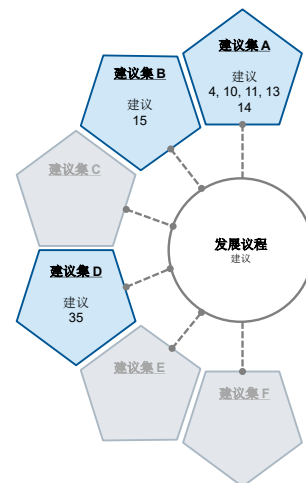 建议集 A
建议
4, 10, 11, 13
14
建议集 B
建议
15
建议集 C
发展议程
建议
建议集 D
建议
35
建议集 E
建议集 F